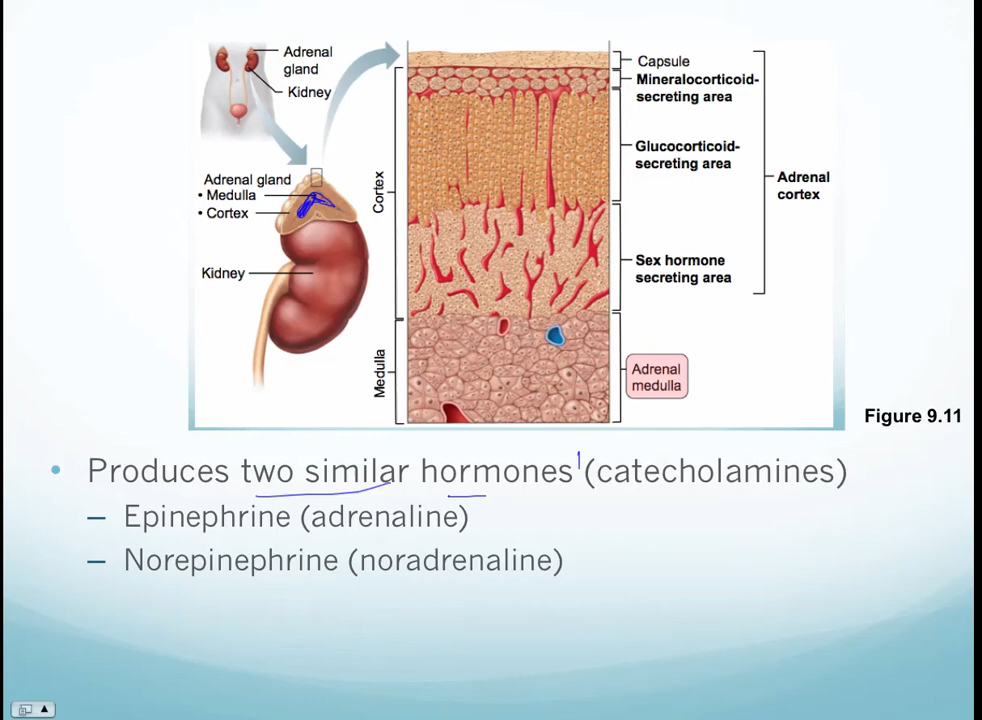 Adrenal
gland
Kidney
Adrenal gland
• Medulla
• Cortex
Kidney
Cortex
Medulla
Capsule
Mineralocorticoid-
secreting area
Glucocorticoid-
secreting area
Sex hormone
secreting area
Adrenal
cortex
Adrenal
medulla
Figure 9.11
• Produces two similar hormones (catecholamines)
– Epinephrine (adrenaline)
– Norepinephrine (noradrenaline)